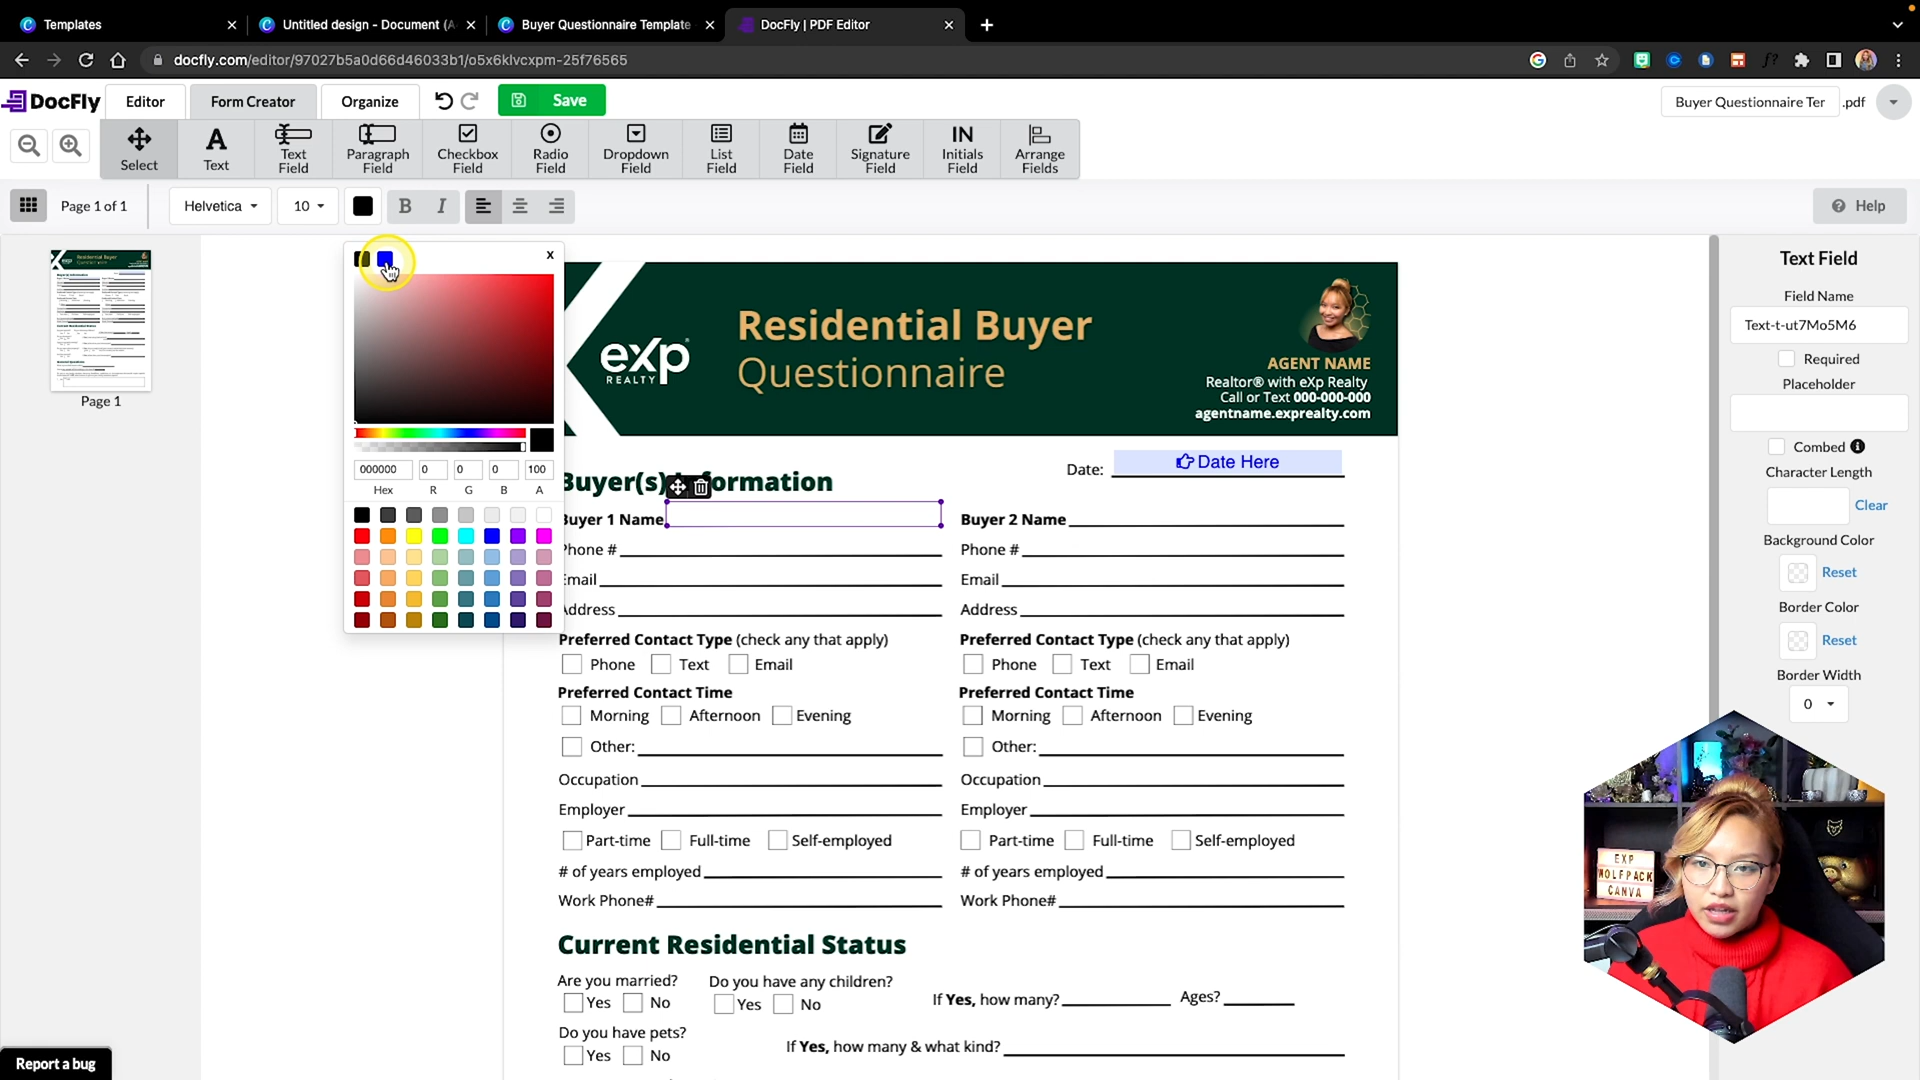 Templates
Untitled design - Document (A
Buyer Questionnaire Template
DocFly | PDF Editor
docfly.com/editor/97027b5a0d66d46033b1/o5x6klvcxpm-25f76565
DocFly
Editor
Form Creator
Organize
Save
Buyer Questionnaire Ter
.pdf
Select
Text
Text Field
Paragraph Field
Checkbox Field
Radio Field
Dropdown Field
List Field
Date Field
Signature Field
IN
Initials Field
Arrange Fields
Page 1 of 1
Helvetica
10
B
I
Help
Page 1
x
000000
0
0
0
100
Hex
R
G
B
A
eXp
REALTY
Residential Buyer
Questionnaire
AGENT NAME
Realtor® with eXp Realty
Call or Text 000-000-000
agentname.exprealty.com
Date:
Date Here
Buyer(s) formation
Buyer 1 Name
Buyer 2 Name
Phone #
Phone #
Email
Email
Address
Address
Preferred Contact Type (check any that apply)
Preferred Contact Type (check any that apply)
Phone Text Email
Phone Text Email
Preferred Contact Time
Preferred Contact Time
Morning Afternoon Evening
Morning Afternoon Evening
Other:
Other:
Occupation
Occupation
Employer
Employer
Part-time Full-time Self-employed
Part-time Full-time Self-employed
# of years employed
# of years employed
Work Phone#
Work Phone#
Current Residential Status
Are you married?
Do you have any children?
Yes No
Yes No
If Yes, how many?
Ages?
Do you have pets?
Yes No
If Yes, how many & what kind?
Text Field
Field Name
Text-t-ut7Mo5M6
Required
Placeholder
Combed
Character Length
Clear
Background Color
Reset
Border Color
Reset
Border Width
0
EXP
WOLFPACK
CANVA
Report a bug